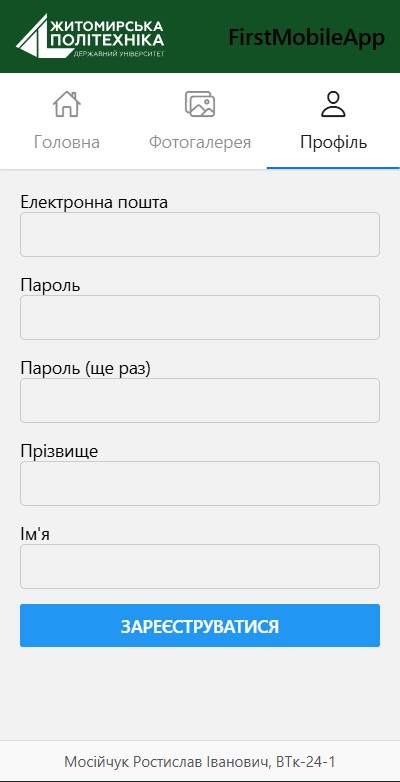 ЖИТОМИРСЬКА
ПОЛІТЕХНІКА
ДЕРЖАВНИЙ УНІВЕРСИТЕТ
FirstMobileApp
Головна
Фотогалерея
Профіль
Електронна пошта
Пароль
Пароль (ще раз)
Прізвище
Ім'я
ЗАРЕЄСТРУВАТИСЯ
Мосійчук Ростислав Іванович, ВТк-24-1